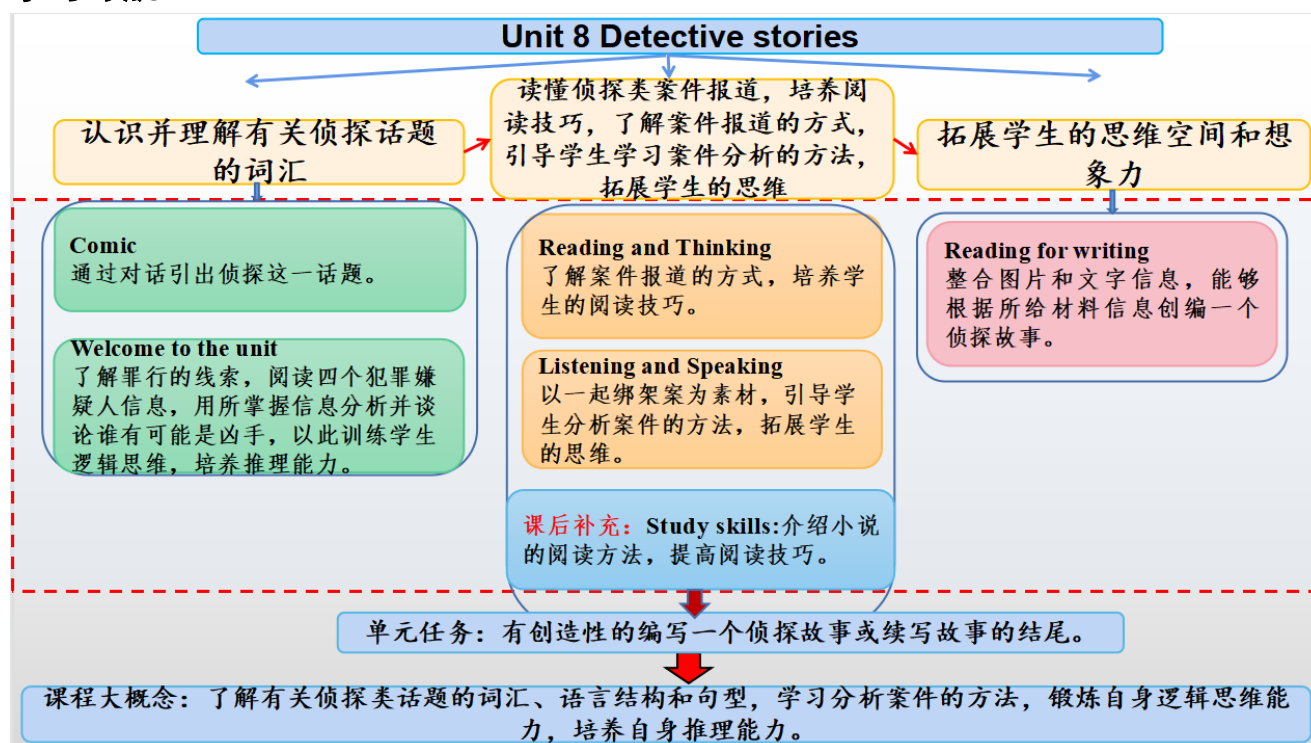 Unit 8 Detective stories
认识并理解有关侦探话题
的词汇
读懂侦探类案件报道，培养阅
读技巧，了解案件报道的方式，
引导学生学习案件分析的方法，
拓展学生的思维
拓展学生的思维空间和想
象力
Comic
通过对话引出侦探这一话题。
Welcome to the unit
了解罪行的线索，阅读四个犯罪嫌
疑人信息，用所掌握信息分析并谈
论谁有可能是凶手，以此训练学生
逻辑思维，培养推理能力。
Reading and Thinking
了解案件报道的方式，培养学
生的阅读技巧。
Listening and Speaking
以一起绑架案为素材，引导学
生分析案件的方法，拓展学生
的思维。
课后补充：Study skills:介绍小说
的阅读方法，提高阅读技巧。
Reading for writing
整合图片和文字信息，能够
根据所给材料信息创编一个
侦探故事。
单元任务：有创造性的编写一个侦探故事或续写故事的结尾。
课程大概念：了解有关侦探类话题的词汇、语言结构和句型，学习分析案件的方法，锻炼自身逻辑思维能
力，培养自身推理能力。